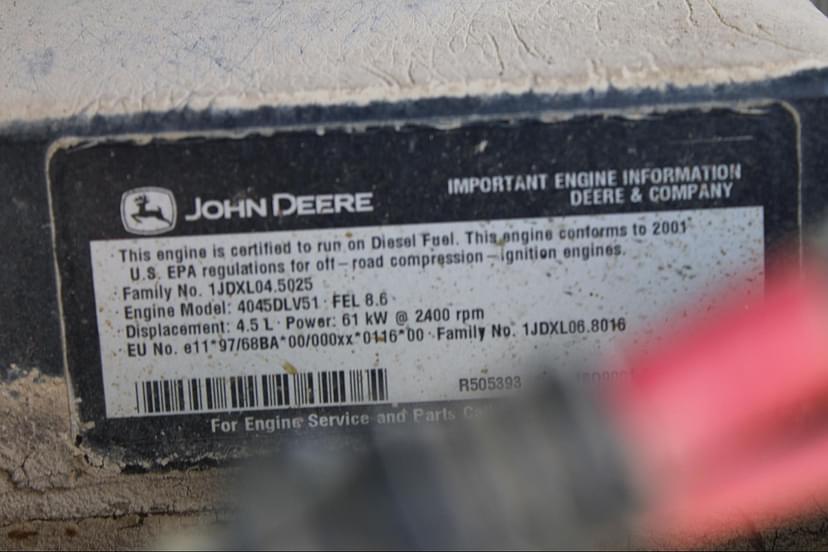 JOHN DEERE
IMPORTANT ENGINE INFORMATION
DEERE & COMPANY
This engine is certified to run on Diesel Fuel. This engine conforms to 2001
U.S. EPA regulations for off-road compression-ignition engines.
Family No. 1JDXL04.5025
Engine Model: 4045DLV51 · FEL 8.6
Displacement: 4.5 L · Power: 61 kW @ 2400 rpm
EU No. e11*97/68BA*00/000xx*0116*00 · Family No. 1JDXL06.8016
R505393
For Engine Service and Parts